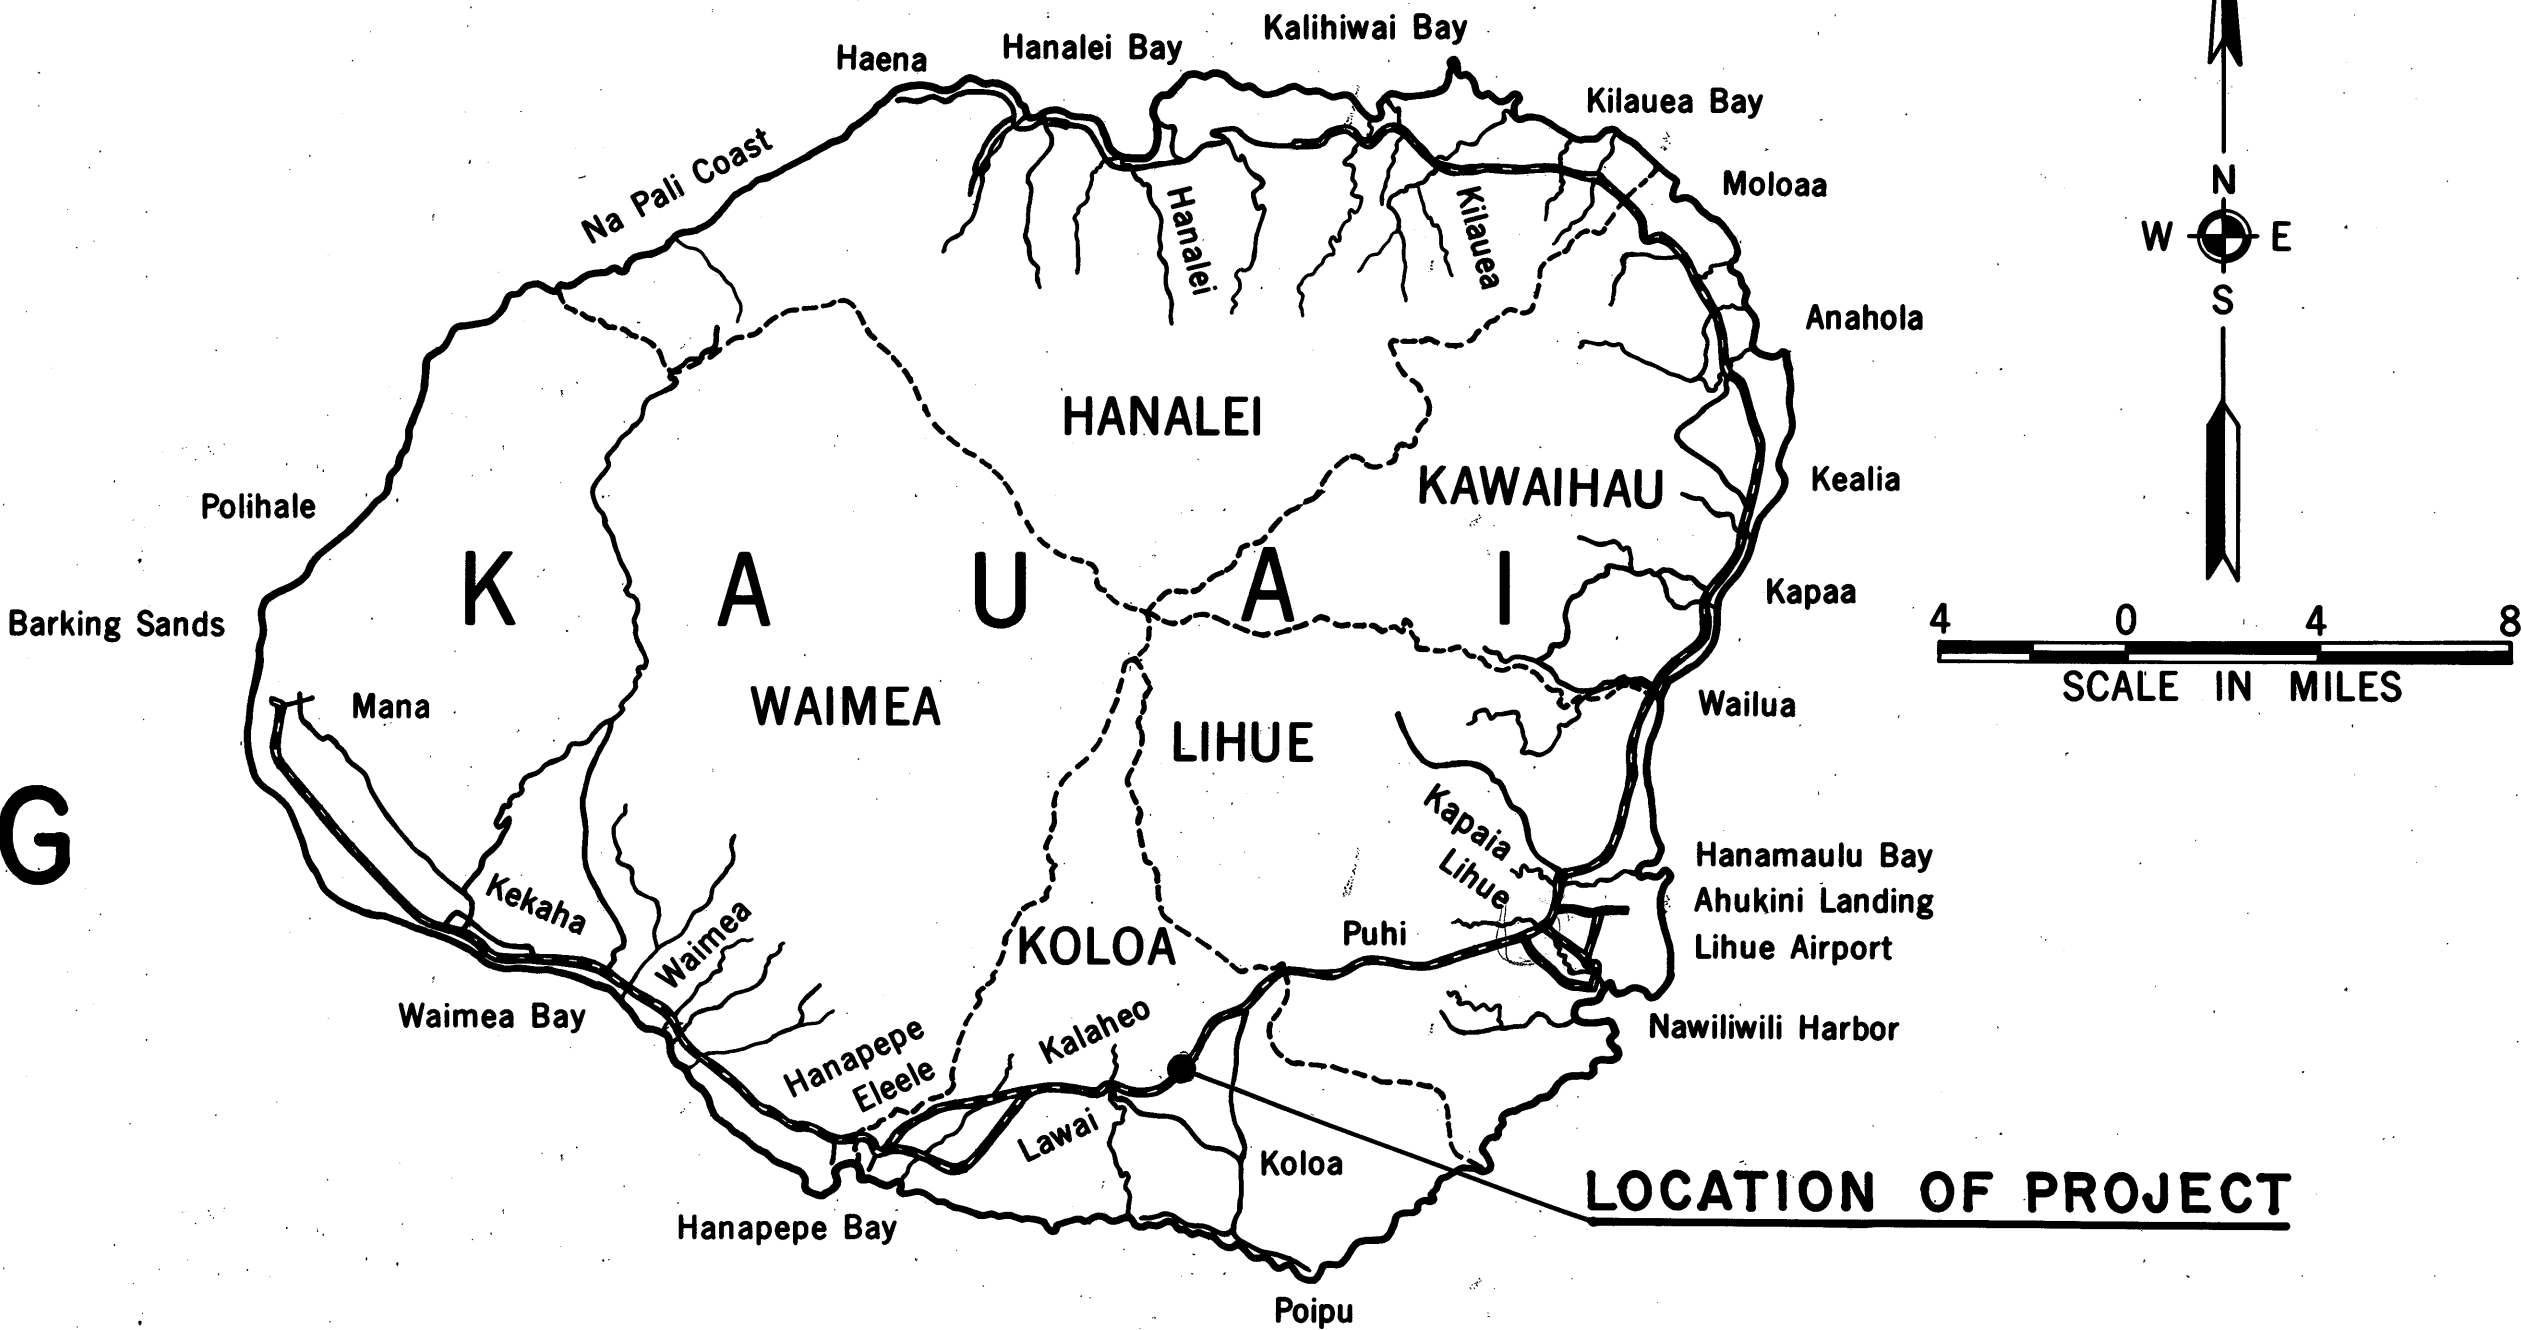 Kalihiwai Bay
Hanalei Bay
Haena
Kilauea Bay
Na Pali Coast
Moloaa
Hanalei
Kilauea
N
W E
S
Anahola
HANALEI
KAWAIHAU
Kealia
Polihale
K A U A I
Kapaa
Barking Sands
4 0 4 8
SCALE IN MILES
Mana
WAIMEA
LIHUE
Wailua
G
Kapaia
Lihue
Hanamaulu Bay
Ahukini Landing
Lihue Airport
Kekaha
Waimea
KOLOA
Puhi
Waimea Bay
Nawiliwili Harbor
Kalaheo
Hanapepe
Eleele
Lawai
Koloa
LOCATION OF PROJECT
Hanapepe Bay
Poipu